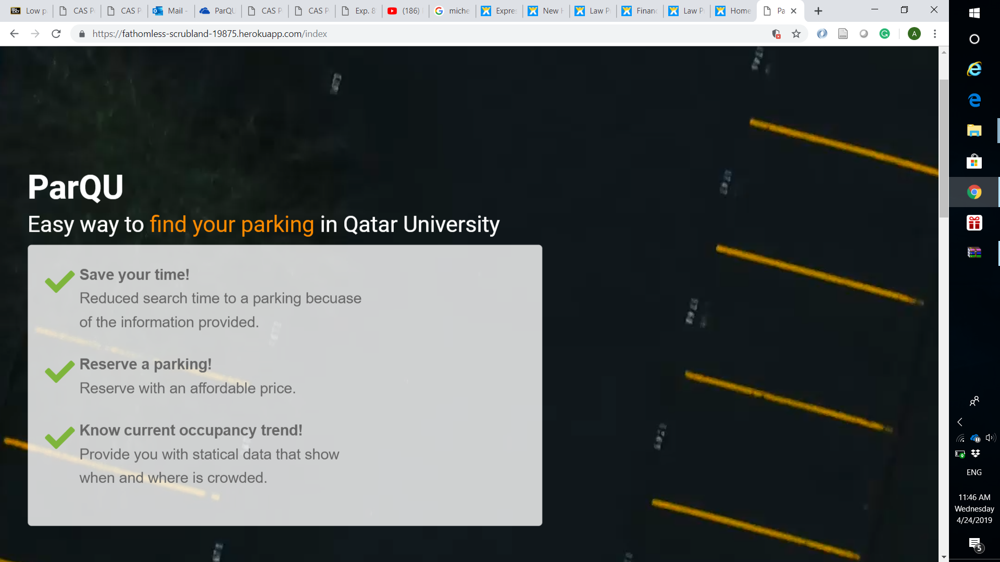 Low p
CAS P
CAS P
Mail -
ParQU
CAS P
CAS P
Exp. 8
(186)
miche
Expres
New H
Law P
Financ
Law P
Home
Pa
https://fathomless-scrubland-19875.herokuapp.com/index
A
ParQU
Easy way to find your parking in Qatar University
Save your time!
Reduced search time to a parking becuase
of the information provided.
Reserve a parking!
Reserve with an affordable price.
Know current occupancy trend!
Provide you with statical data that show
when and where is crowded.
ENG
11:46 AM
Wednesday
4/24/2019
5